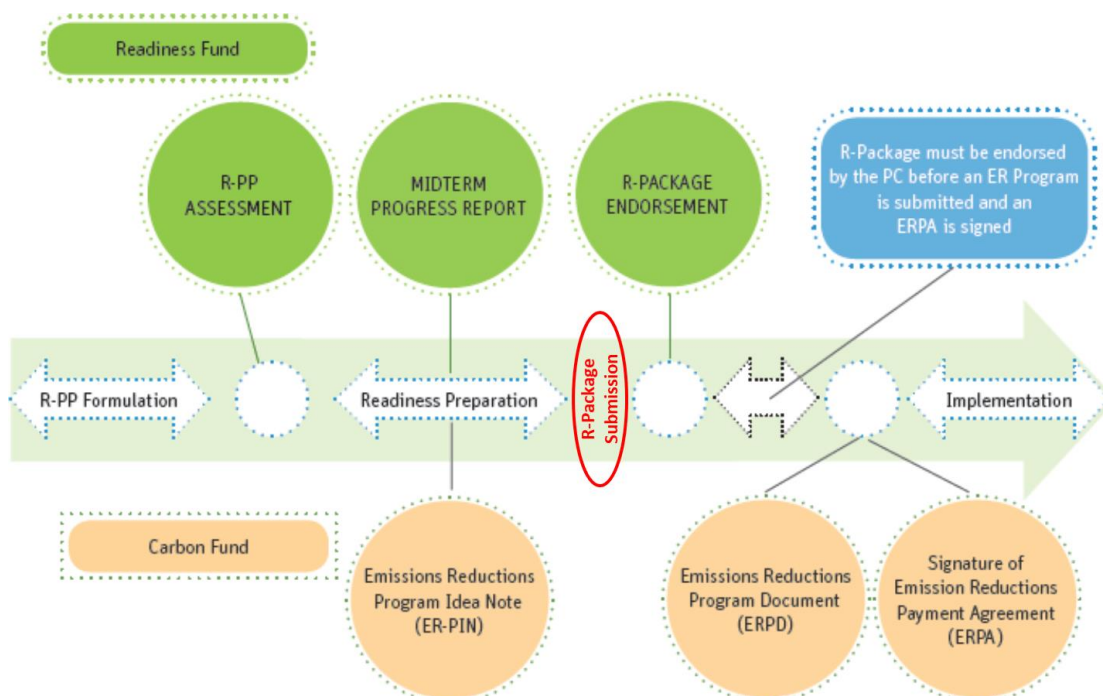 Readiness Fund
R-PP
ASSESSMENT
MIDTERM
PROGRESS REPORT
R-PACKAGE
ENDORSEMENT
R-Package must be endorsed
by the PC before an ER Program
is submitted and an
ERPA is signed
R-PP Formulation
Readiness Preparation
R-Package
Submission
Implementation
Carbon Fund
Emissions Reductions
Program Idea Note
(ER-PIN)
Emissions Reductions
Program Document
(ERPD)
Signature of
Emission Reductions
Payment Agreement
(ERPA)